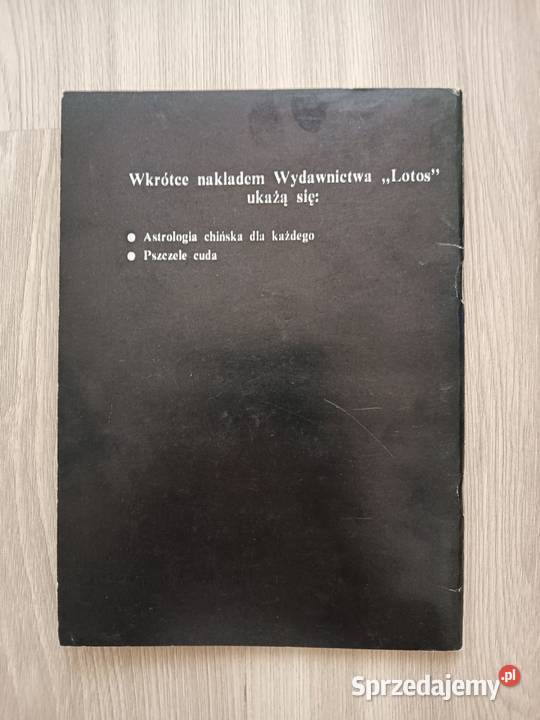 Wkrótce nakładem Wydawnictwa „Lotos”
ukażą się:
● Astrologia chińska dla każdego
● Pszczele cuda
Sprzedajemy.pl